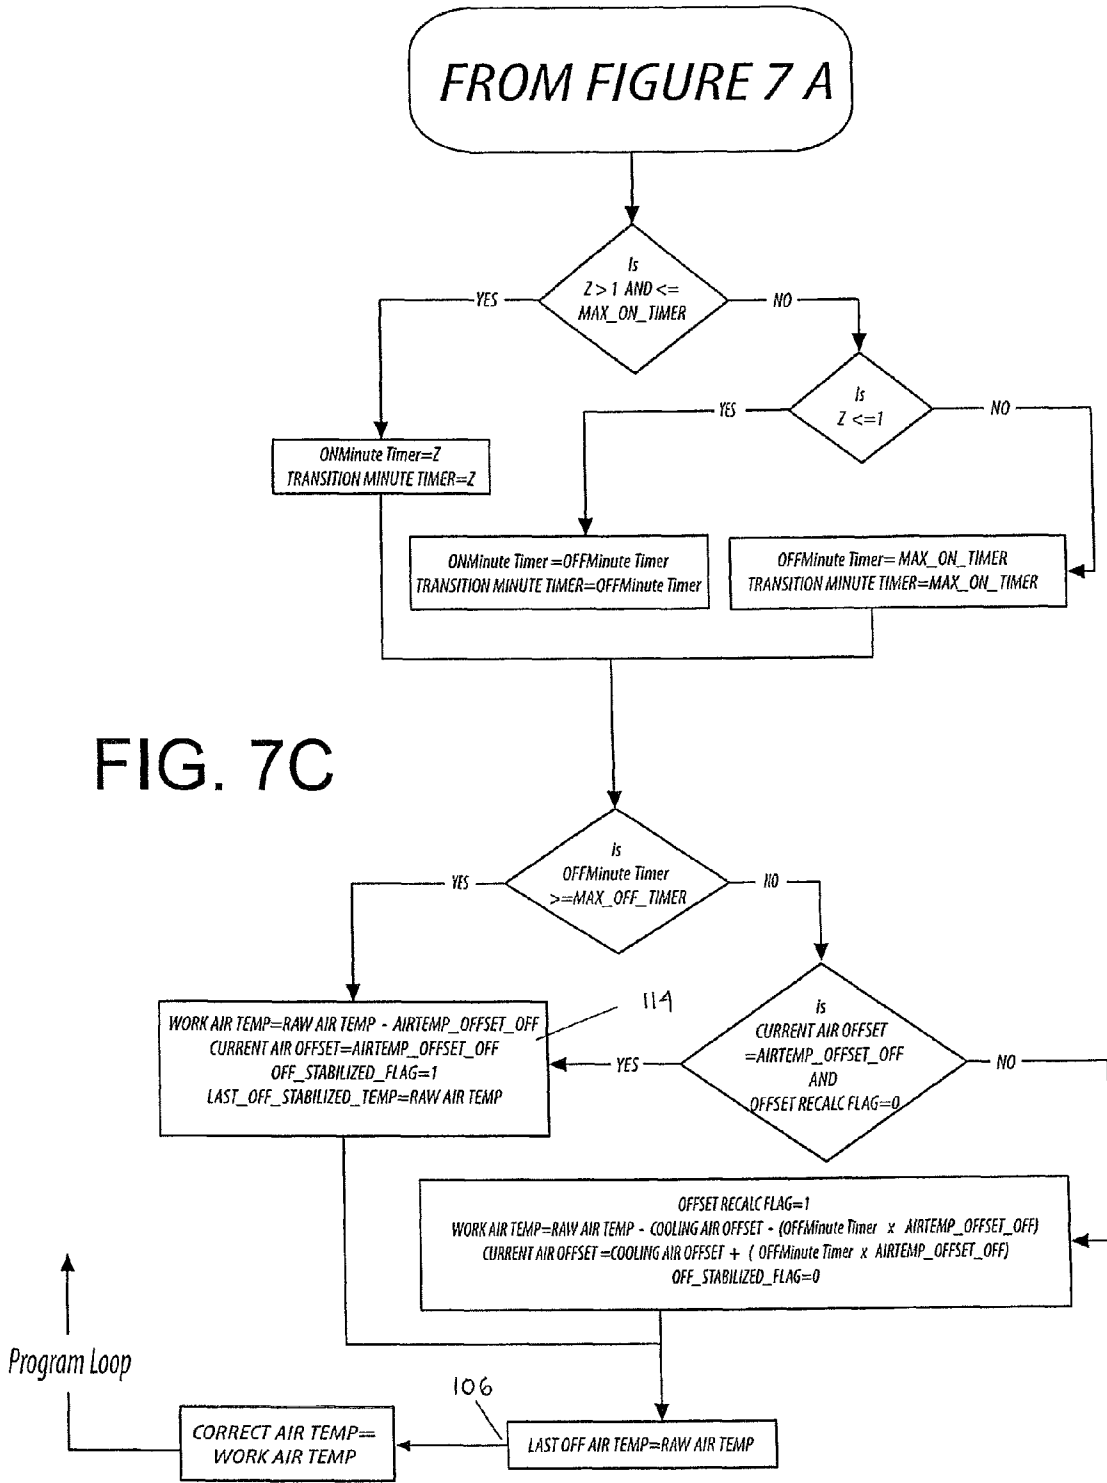 FROM FIGURE 7 A
Is
Z > 1 AND <=
MAX_ON_TIMER
YES
NO
Is
Z <=1
YES
NO
ONMinute Timer=Z
TRANSITION MINUTE TIMER=Z
ONMinute Timer =OFFMinute Timer
TRANSITION MINUTE TIMER=OFFMinute Timer
OFFMinute Timer= MAX_ON_TIMER
TRANSITION MINUTE TIMER=MAX_ON_TIMER
FIG. 7C
is
OFFMinute Timer
>=MAX_OFF_TIMER
YES
NO
114
WORK AIR TEMP=RAW AIR TEMP - AIRTEMP_OFFSET_OFF
CURRENT AIR OFFSET=AIRTEMP_OFFSET_OFF
OFF_STABILIZED_FLAG=1
LAST_OFF_STABILIZED_TEMP=RAW AIR TEMP
is
CURRENT AIR OFFSET
=AIRTEMP_OFFSET_OFF
AND
OFFSET RECALC FLAG=0
YES
NO
OFFSET RECALC FLAG=1
WORK AIR TEMP=RAW AIR TEMP - COOLING AIR OFFSET - (OFFMinute Timer x AIRTEMP_OFFSET_OFF)
CURRENT AIR OFFSET =COOLING AIR OFFSET + ( OFFMinute Timer x AIRTEMP_OFFSET_OFF)
OFF_STABILIZED_FLAG=0
Program Loop
106
CORRECT AIR TEMP=
WORK AIR TEMP
LAST OFF AIR TEMP=RAW AIR TEMP